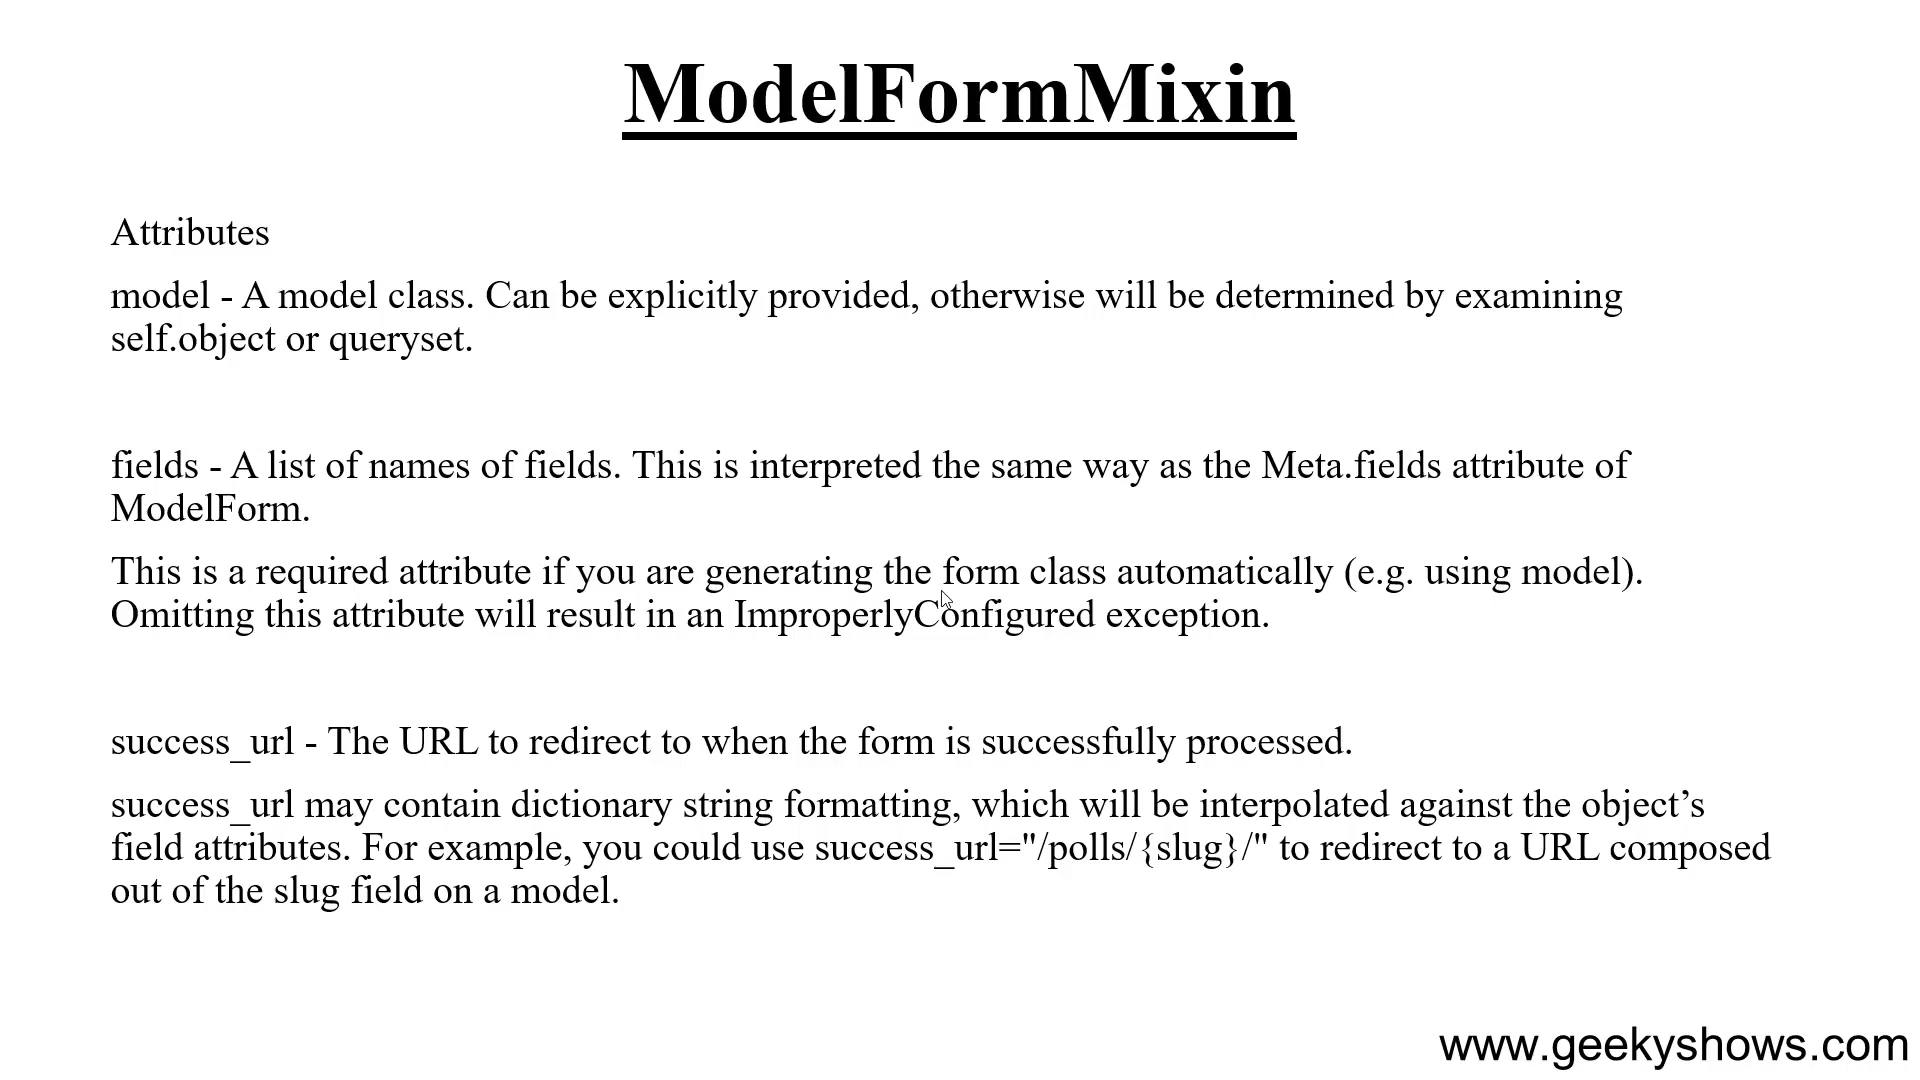 ModelFormMixin
Attributes
model - A model class. Can be explicitly provided, otherwise will be determined by examining
self.object or queryset.
fields - A list of names of fields. This is interpreted the same way as the Meta.fields attribute of
ModelForm.
This is a required attribute if you are generating the form class automatically (e.g. using model).
Omitting this attribute will result in an ImproperlyConfigured exception.
success_url - The URL to redirect to when the form is successfully processed.
success_url may contain dictionary string formatting, which will be interpolated against the object’s
field attributes. For example, you could use success_url="/polls/{slug}/" to redirect to a URL composed
out of the slug field on a model.
www.geekyshows.com